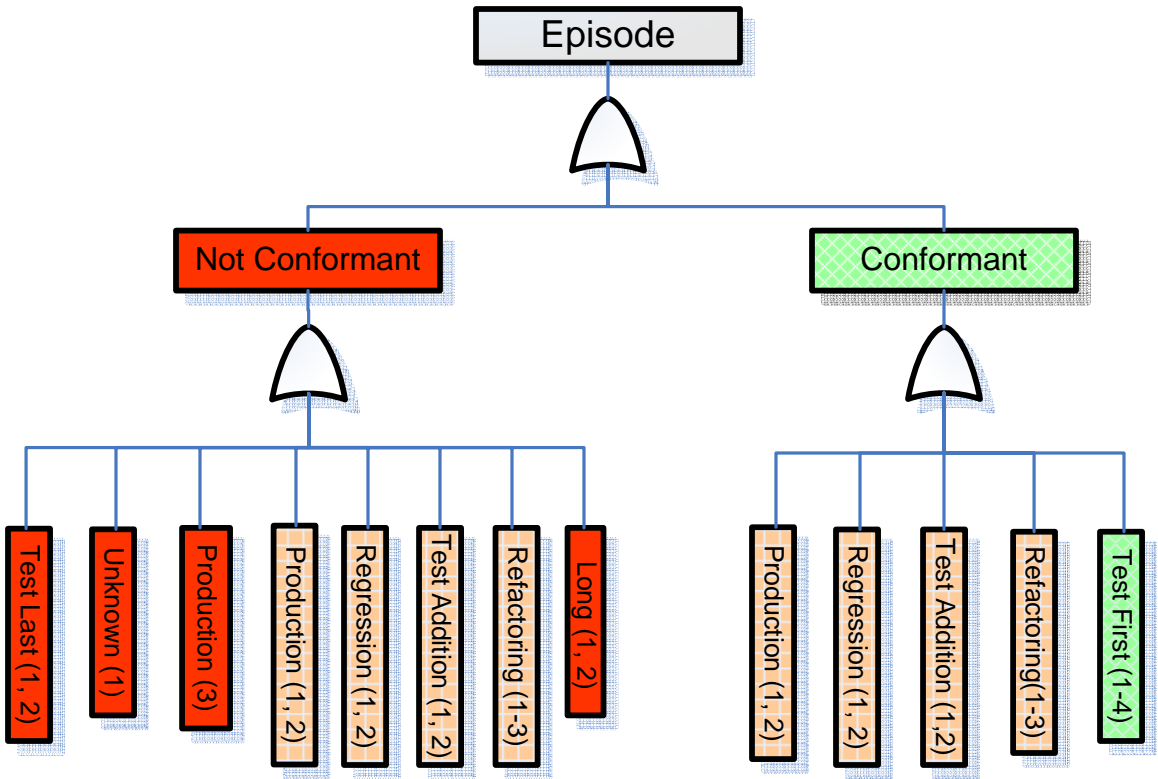 Episode
Not Conformant
Conformant
Test Last (1, 2)
Unknown (1)
Production (3)
Production (1, 2)
Regression (1, 2)
Test Addition (1, 2)
Refactoring (1-3)
Long (1, 2)
Production (1, 2)
Regression (1, 2)
Test Addition (1,2)
Refactoring(1-3)
Test First (1-4)